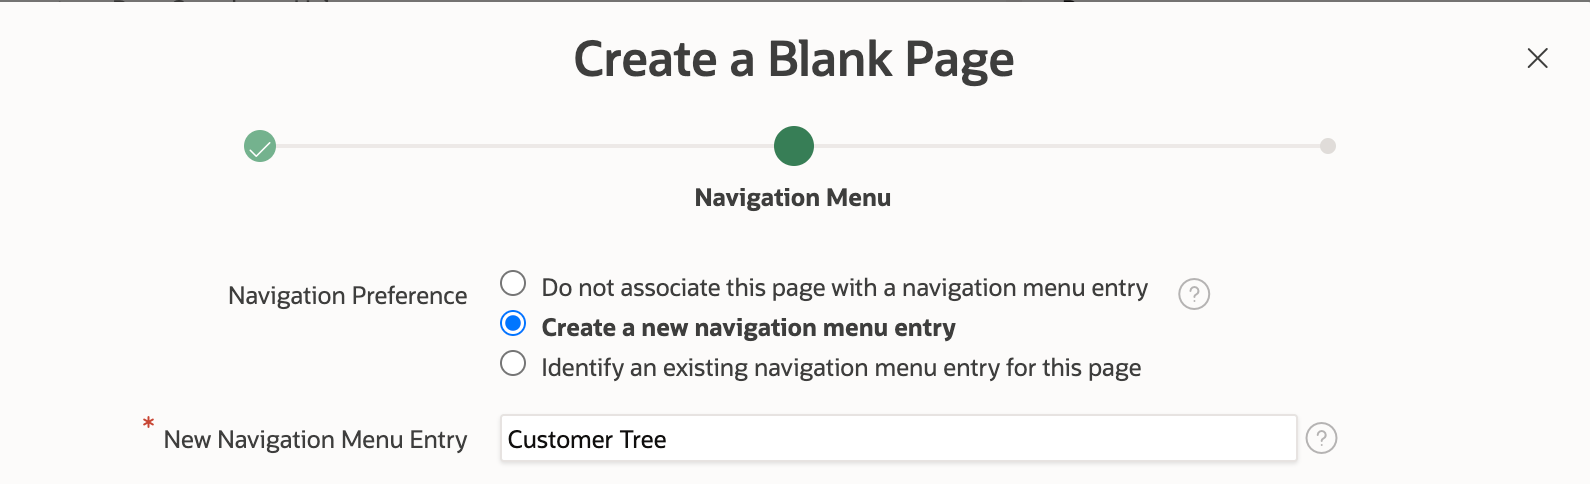 Create a Blank Page
Navigation Menu
Navigation Preference
Do not associate this page with a navigation menu entry
?
Create a new navigation menu entry
Identify an existing navigation menu entry for this page
* New Navigation Menu Entry
Customer Tree
?